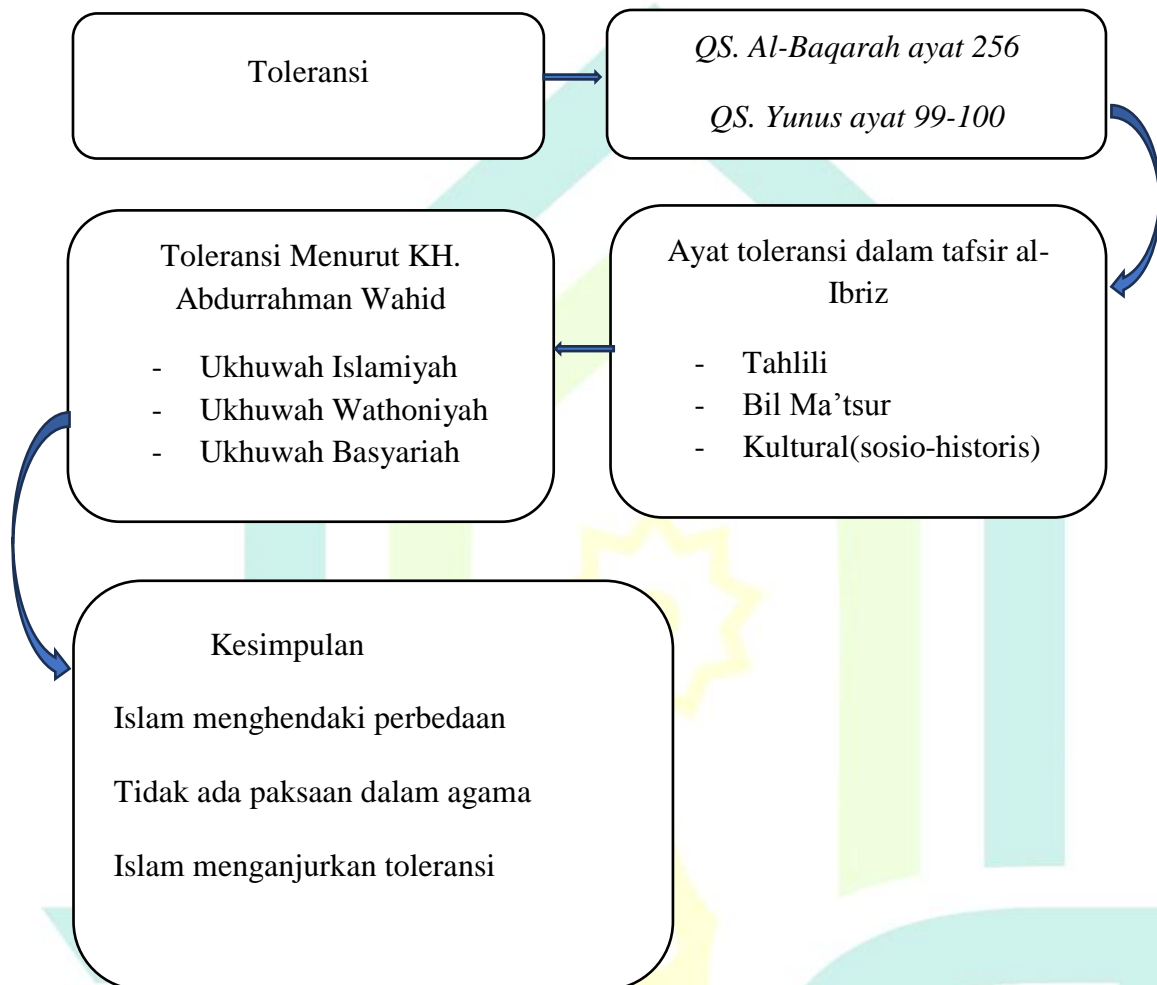 Toleransi
QS. Al-Baqarah ayat 256
QS. Yunus ayat 99-100
Ayat toleransi dalam tafsir al-
Ibriz
- Tahlili
- Bil Ma’tsur
- Kultural(sosio-historis)
Toleransi Menurut KH.
Abdurrahman Wahid
- Ukhuwah Islamiyah
- Ukhuwah Wathoniyah
- Ukhuwah Basyariah
Kesimpulan
Islam menghendaki perbedaan
Tidak ada paksaan dalam agama
Islam menganjurkan toleransi